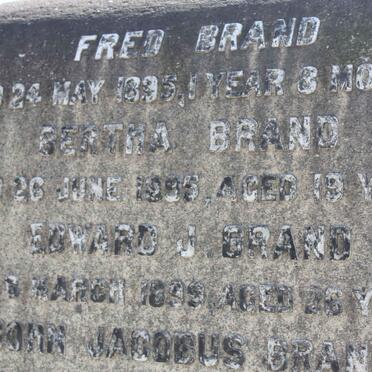 FRED BRAND
24 MAY 1895, 1 YEAR 8 MO
BERTHA BRAND
26 JUNE 1895, AGED 19 Y
EDWARD J. BRAND
MARCH 1899, AGED 26 Y
JACOBUS BRAN